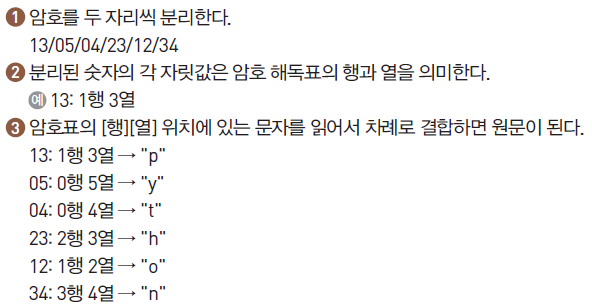 1 암호를 두 자리씩 분리한다.
13/05/04/23/12/34
2 분리된 숫자의 각 자릿값은 암호 해독표의 행과 열을 의미한다.
예 13: 1행 3열
3 암호표의 [행][열] 위치에 있는 문자를 읽어서 차례로 결합하면 원문이 된다.
13: 1행 3열 → "p"
05: 0행 5열 → "y"
04: 0행 4열 → "t"
23: 2행 3열 → "h"
12: 1행 2열 → "o"
34: 3행 4열 → "n"